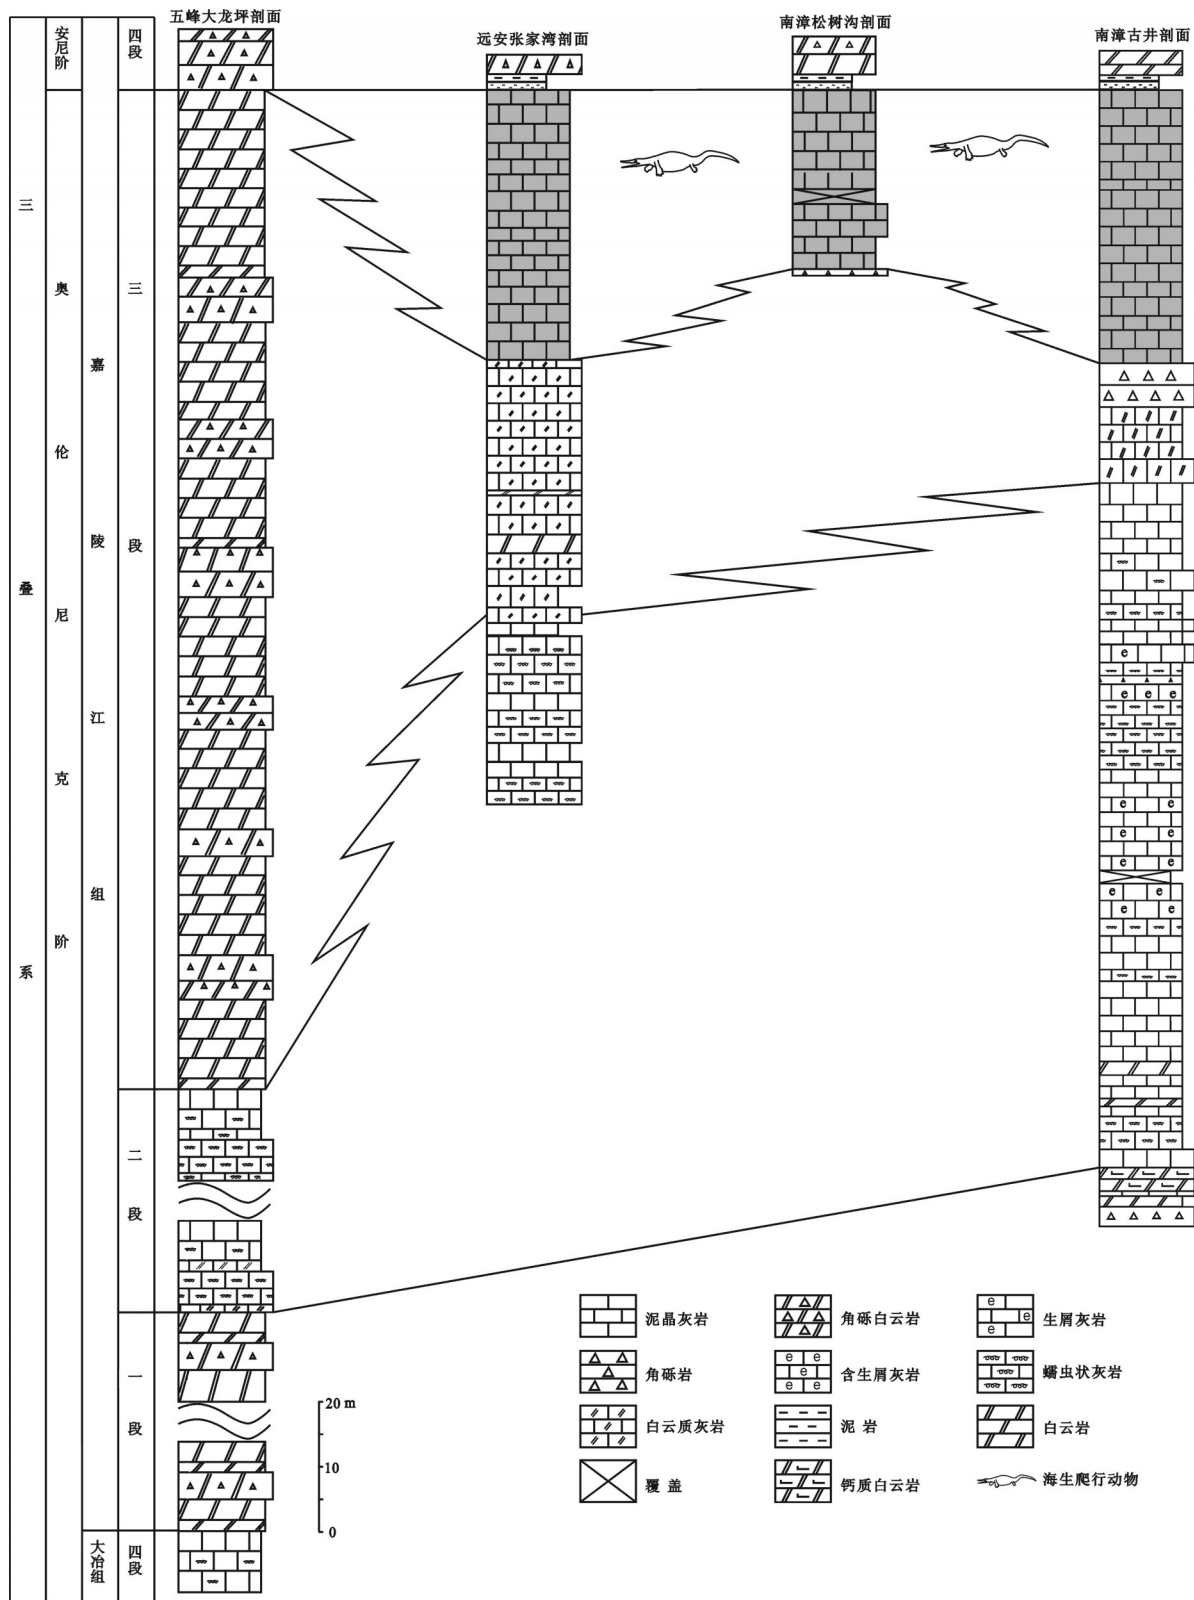 五峰大龙坪剖面
远安张家湾剖面
南漳松树沟剖面
南漳古井剖面
三叠系
安尼阶
奥伦尼克阶
嘉陵江组
大冶组
四段
三段
二段
一段
四段
20 m
10
0
泥晶灰岩
角砾白云岩
生屑灰岩
角砾岩
含生屑灰岩
蠕虫状灰岩
白云质灰岩
泥 岩
白云岩
覆 盖
钙质白云岩
海生爬行动物
e e e e e e e e e e e e e
e e e
e e e e e